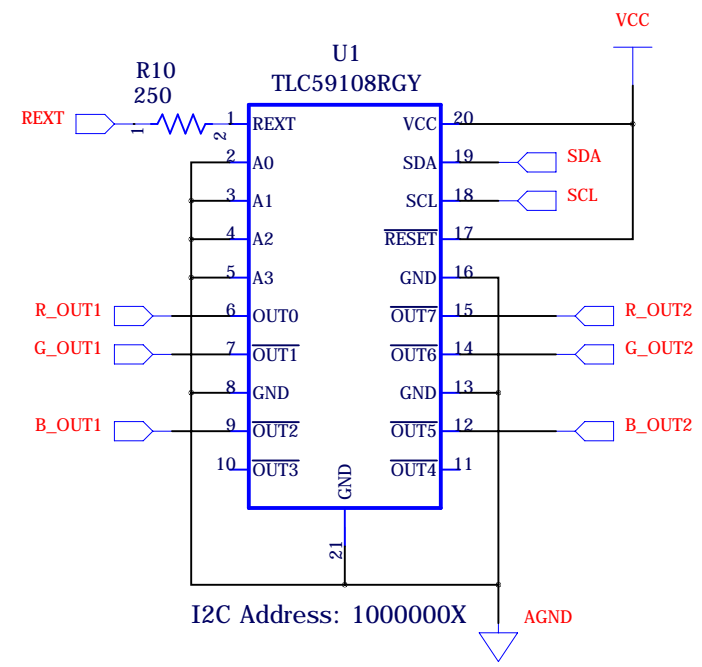 VCC
U1
TLC59108RGY
R10
250
REXT
1
2
1
REXT
VCC
20
2
A0
SDA
19
SDA
3
A1
SCL
18
SCL
4
A2
RESET
17
5
A3
GND
16
R_OUT1
6
OUT0
OUT7
15
R_OUT2
G_OUT1
7
OUT1
OUT6
14
G_OUT2
8
GND
GND
13
B_OUT1
9
OUT2
OUT5
12
B_OUT2
10
OUT3
OUT4
11
GND
21
I2C Address: 1000000X
AGND